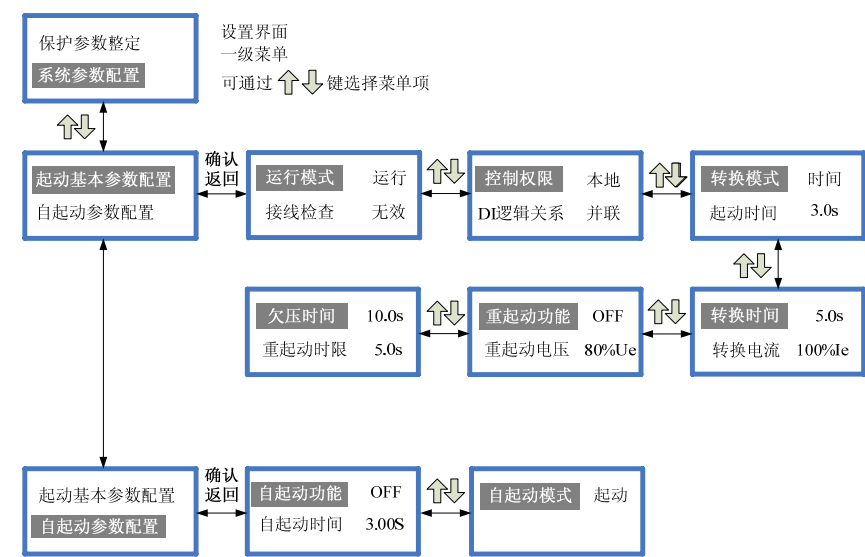 保护参数整定
系统参数配置
设置界面
一级菜单
可通过 键选择菜单项
起动基本参数配置
自起动参数配置
确认
返回
运行模式 运行
接线检查 无效
控制权限 本地
DI逻辑关系 并联
转换模式 时间
起动时间 3.0s
欠压时间 10.0s
重起动时限 5.0s
重起动功能 OFF
重起动电压 80%Ue
转换时间 5.0s
转换电流 100%Ie
起动基本参数配置
自起动参数配置
确认
返回
自起动功能 OFF
自起动时间 3.00S
自起动模式 起动